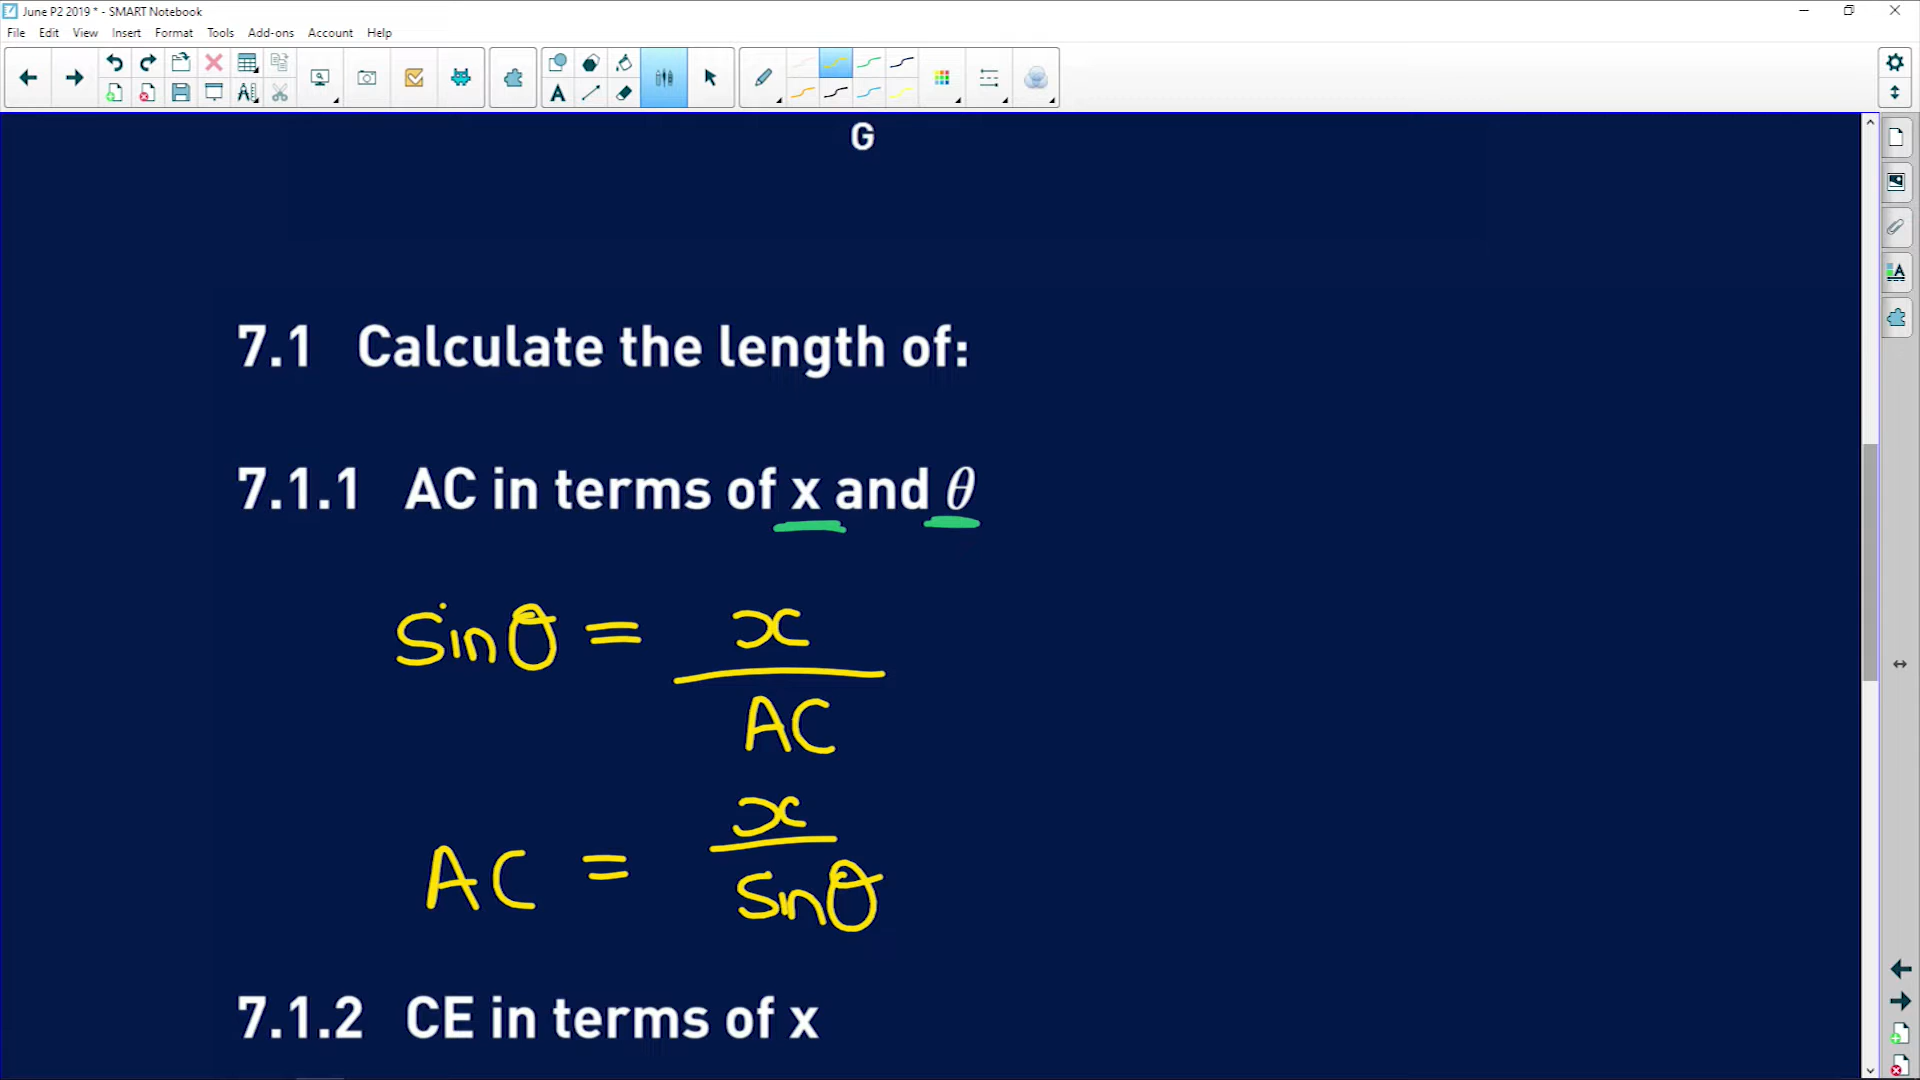 June P2 2019 * - SMART Notebook
File Edit View Insert Format Tools Add-ons Account Help
G
7.1 Calculate the length of:
7.1.1 AC in terms of x and θ
sinθ = x
AC
AC = x
sinθ
7.1.2 CE in terms of x